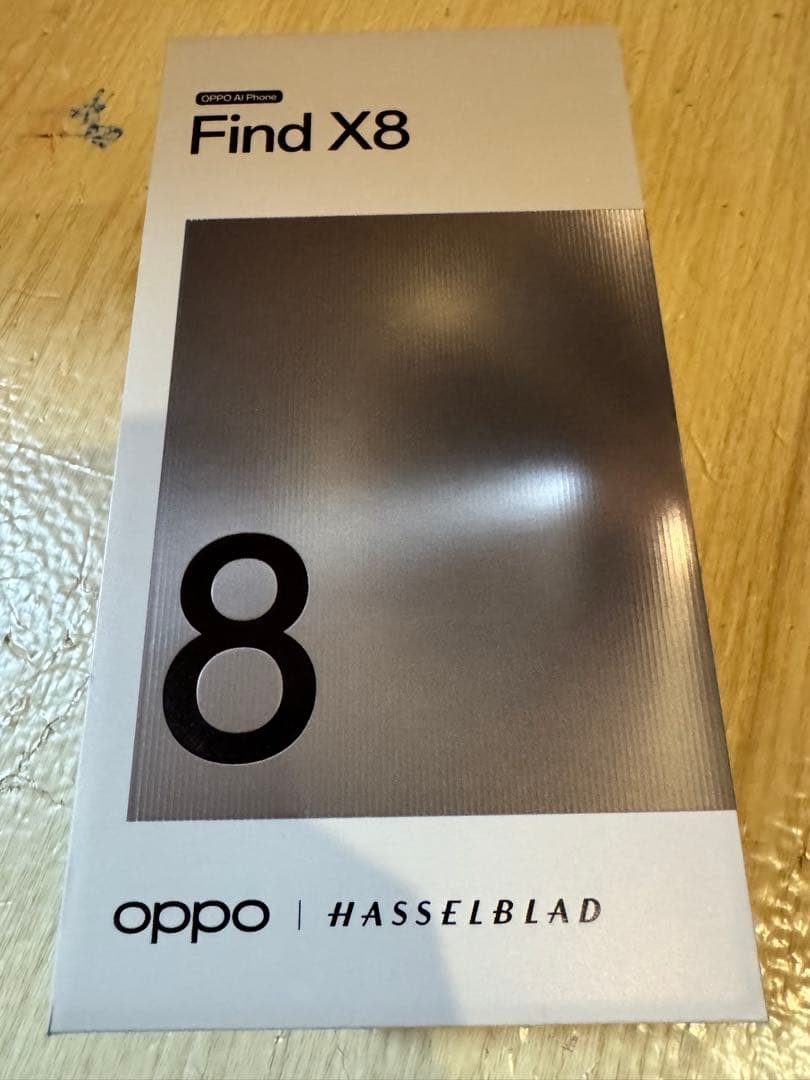 OPPO AI Phone
Find X8
8
oppo | HASSELBLAD